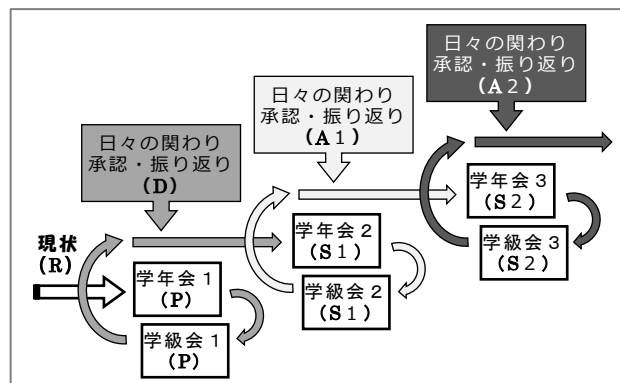 日々の関わり
承認・振り返り
(A2)
日々の関わり
承認・振り返り
(A1)
日々の関わり
承認・振り返り
(D)
現状
(R)
学年会1
(P)
学級会1
(P)
学年会2
(S1)
学級会2
(S1)
学年会3
(S2)
学級会3
(S2)